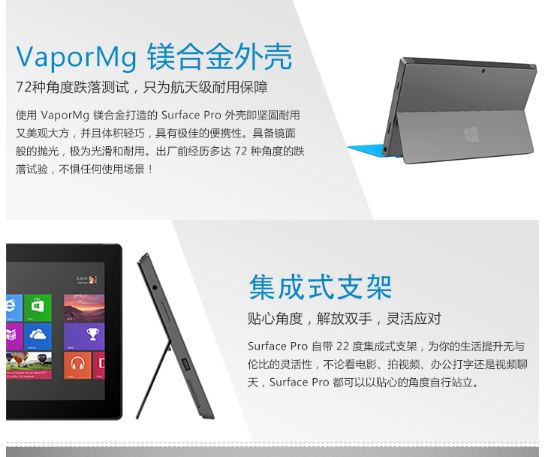 VaporMg 镁合金外壳
72种角度跌落测试，只为航天级耐用保障
使用 VaporMg 镁合金打造的 Surface Pro 外壳即坚固耐用
又美观大方，并且体积轻巧，具有极佳的便携性。具备镜面
般的抛光，极为光滑和耐用。出厂前经历多达 72 种角度的跌
落试验，不惧任何使用场景！
集成式支架
贴心角度，解放双手，灵活应对
Surface Pro 自带 22 度集成式支架，为你的生活提升无与
伦比的灵活性，不论看电影、拍视频、办公打字还是视频聊
天，Surface Pro 都可以以贴心的角度自行站立。